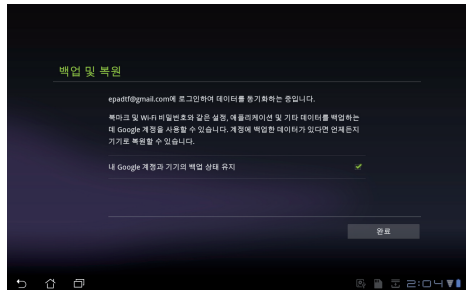 백업 및 복원
epadtf@gmail.com에 로그인하여 데이터를 동기화하는 중입니다.
북마크 및 Wi-Fi 비밀번호와 같은 설정, 애플리케이션 및 기타 데이터를 백업하는
데 Google 계정을 사용할 수 있습니다. 계정에 백업한 데이터가 있다면 언제든지
기기로 복원할 수 있습니다.
내 Google 계정과 기기의 백업 상태 유지
완료
2:04